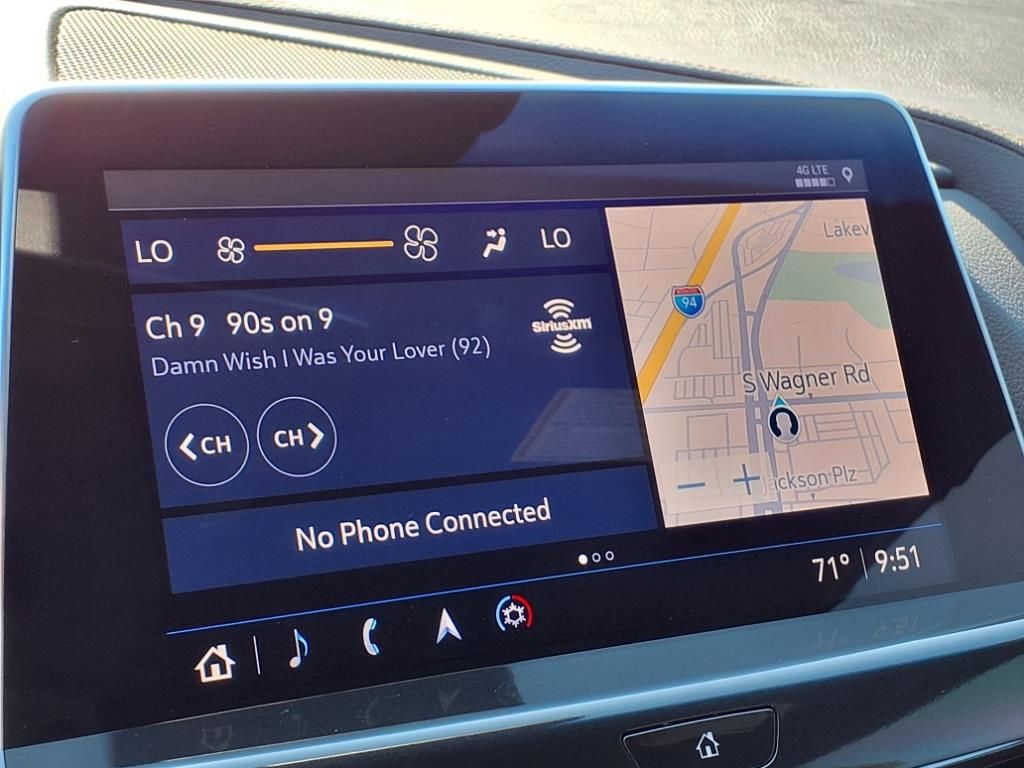 4G LTE
LO
LO
Ch 9 90s on 9
SiriusXM
Damn Wish I Was Your Lover (92)
<CH
CH>
No Phone Connected
Lakev
94
S Wagner Rd
ackson Plz
71° 9:51